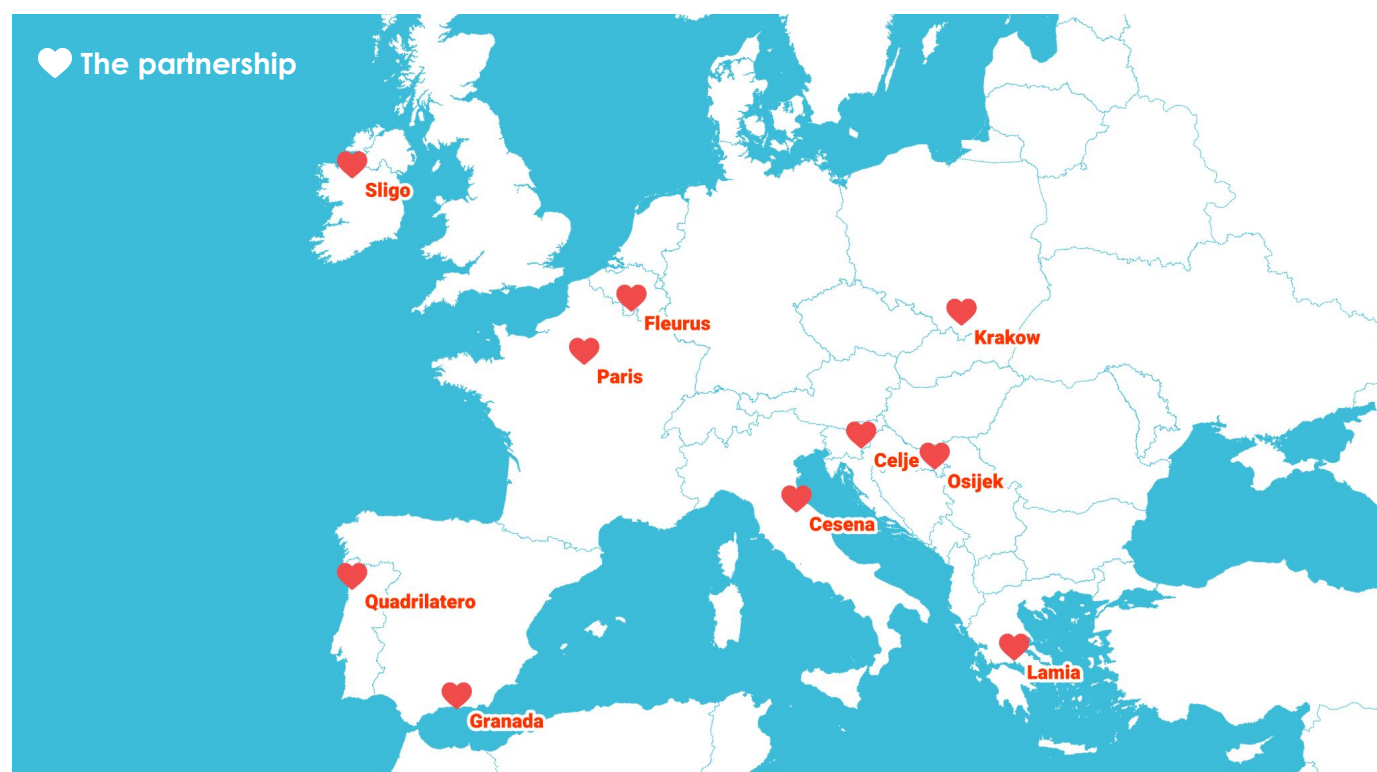 The partnership
Sligo
Fleurus
Krakow
Paris
Celje
Osijek
Cesena
Quadrilatero
Lamia
Granada